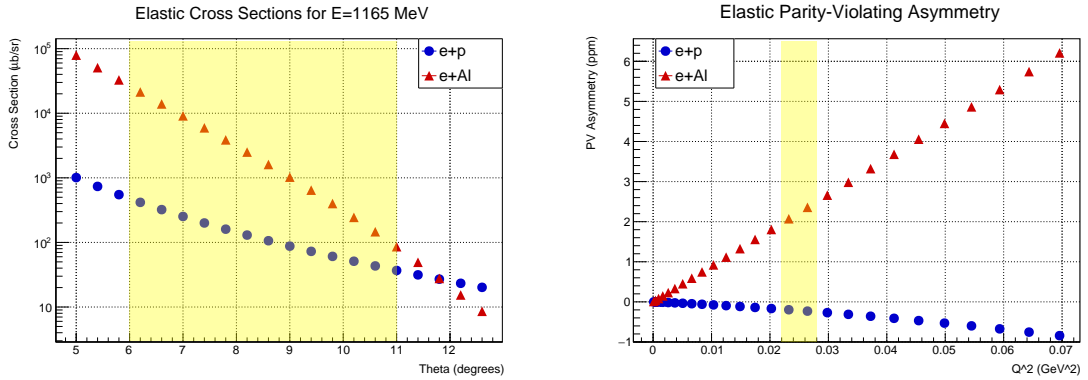 Elastic Cross Sections for E=1165 MeV
Cross Section (μb/sr)
10^5
10^4
10^3
10^2
10
e+p
e+Al
5 6 7 8 9 10 11 12
Theta (degrees)
Elastic Parity-Violating Asymmetry
PV Asymmetry (ppm)
6
5
4
3
2
1
0
−1
e+p
e+Al
0 0.01 0.02 0.03 0.04 0.05 0.06 0.07
Q^2 (GeV^2)